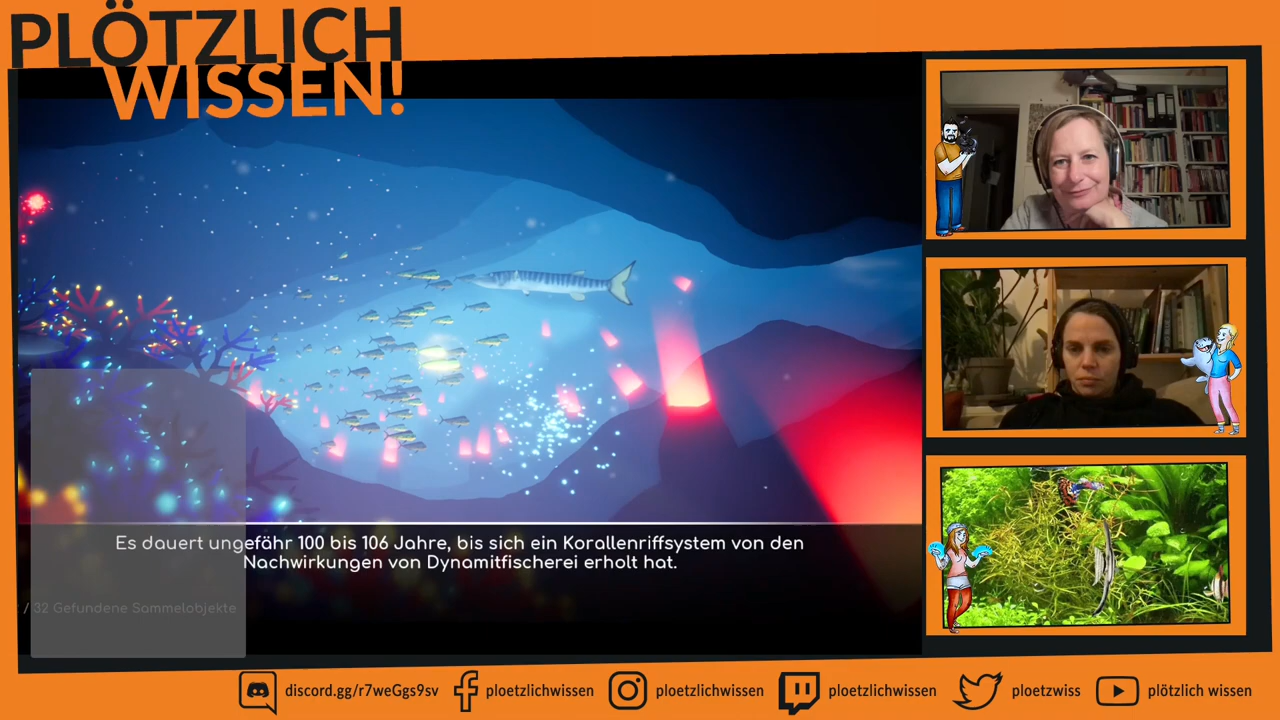 PLÖTZLICH
WISSEN!
Es dauert ungefähr 100 bis 106 Jahre, bis sich ein Korallenriffsystem von den
Nachwirkungen von Dynamitfischerei erholt hat.
/ 32 Gefundene Sammelobjekte
discord.gg/r7weGgs9sv
ploetzlichwissen
ploetzlichwissen
ploetzlichwissen
ploetzwiss
plötzlich wissen